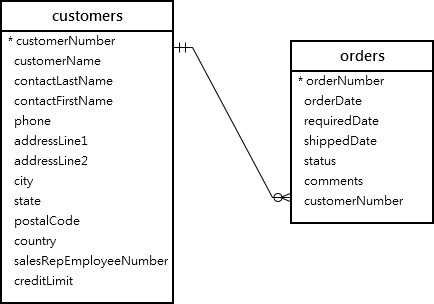 customers
* customerNumber
customerName
contactLastName
contactFirstName
phone
addressLine1
addressLine2
city
state
postalCode
country
salesRepEmployeeNumber
creditLimit
orders
* orderNumber
orderDate
requiredDate
shippedDate
status
comments
customerNumber